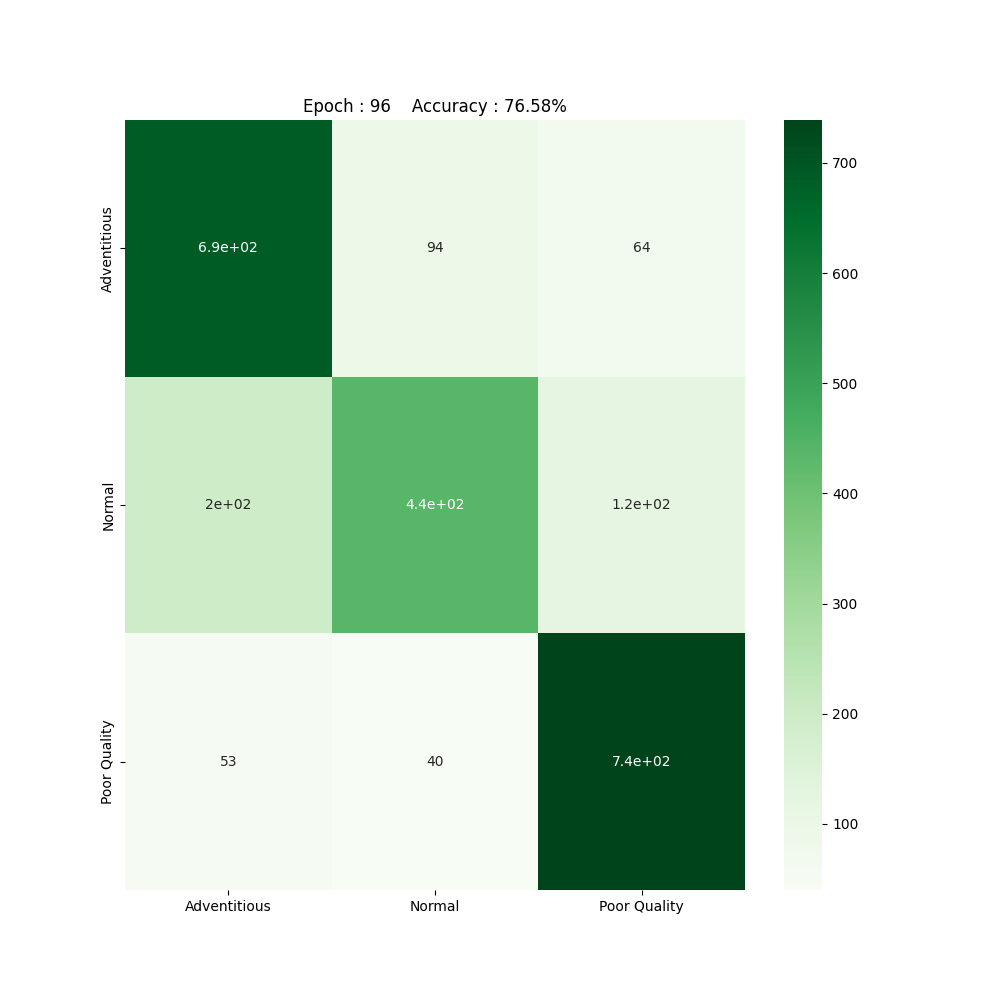 Epoch : 96    Accuracy : 76.58%
Adventitious
6.9e+02 94 64
Normal
2e+02 4.4e+02 1.2e+02
Poor Quality
53 40 7.4e+02
Adventitious Normal Poor Quality
700
600
500
400
300
200
100